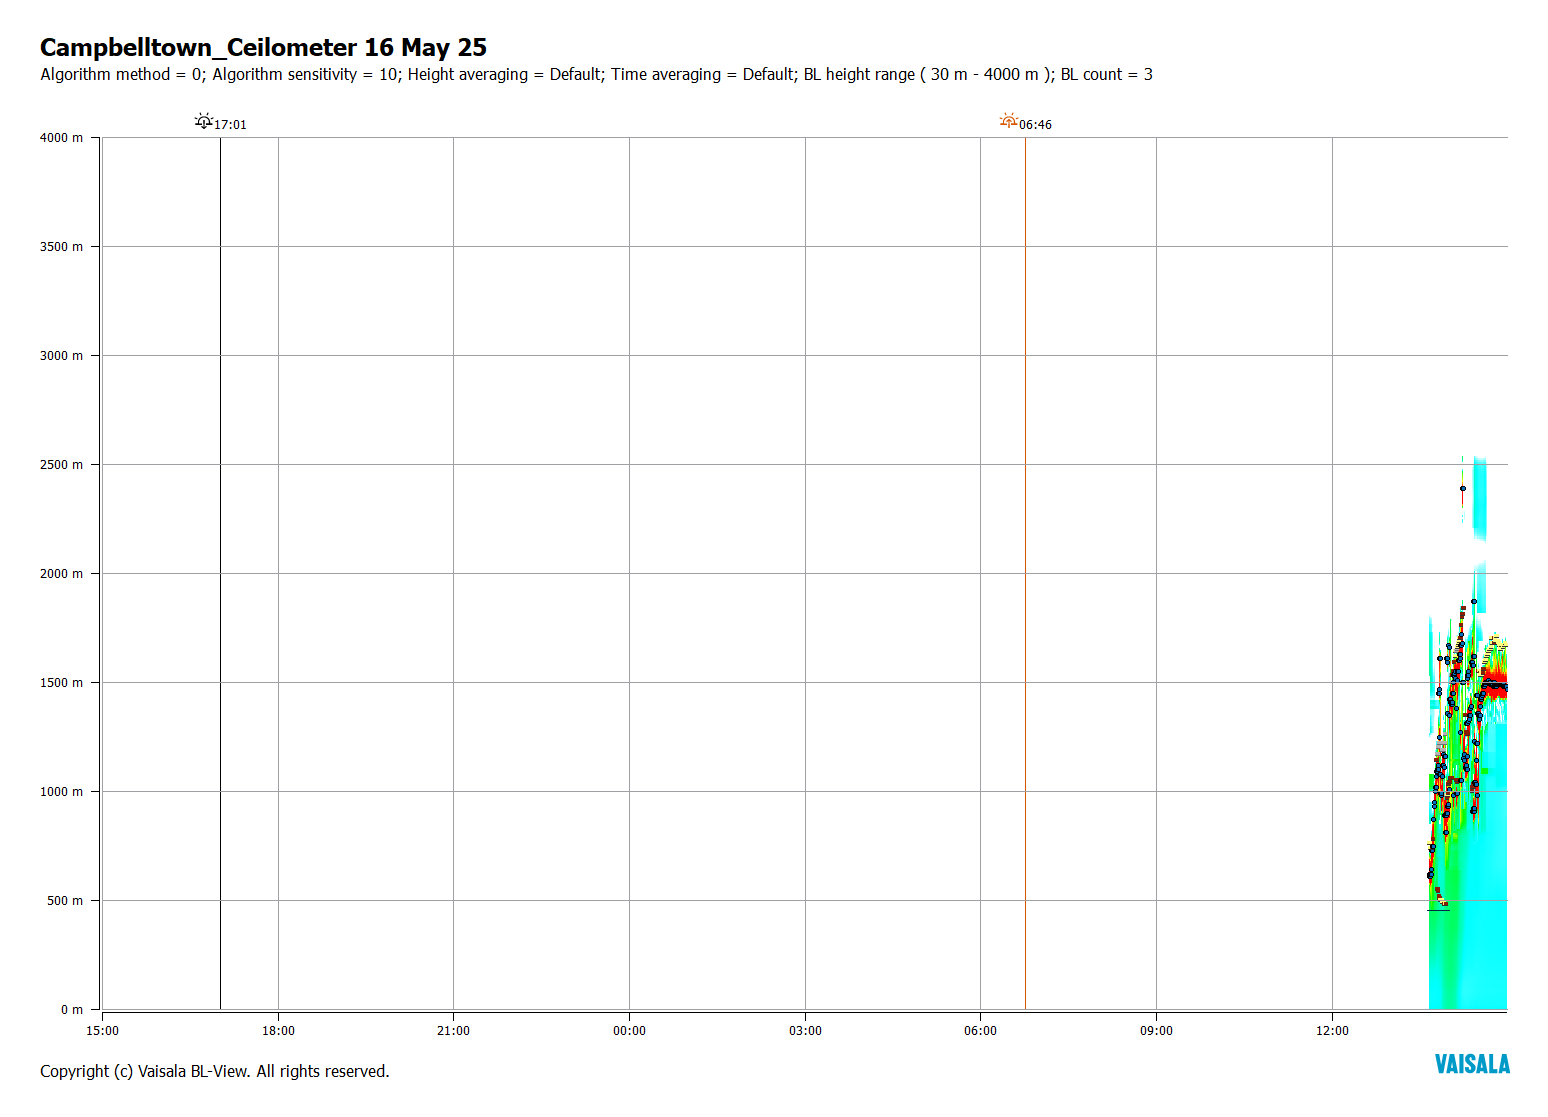 Campbelltown_Ceilometer 16 May 25
Algorithm method = 0; Algorithm sensitivity = 10; Height averaging = Default; Time averaging = Default; BL height range ( 30 m - 4000 m ); BL count = 3
17:01
06:46
4000 m
3500 m
3000 m
2500 m
2000 m
1500 m
1000 m
500 m
0 m
15:00
18:00
21:00
00:00
03:00
06:00
09:00
12:00
Copyright (c) Vaisala BL-View. All rights reserved.
VAISALA